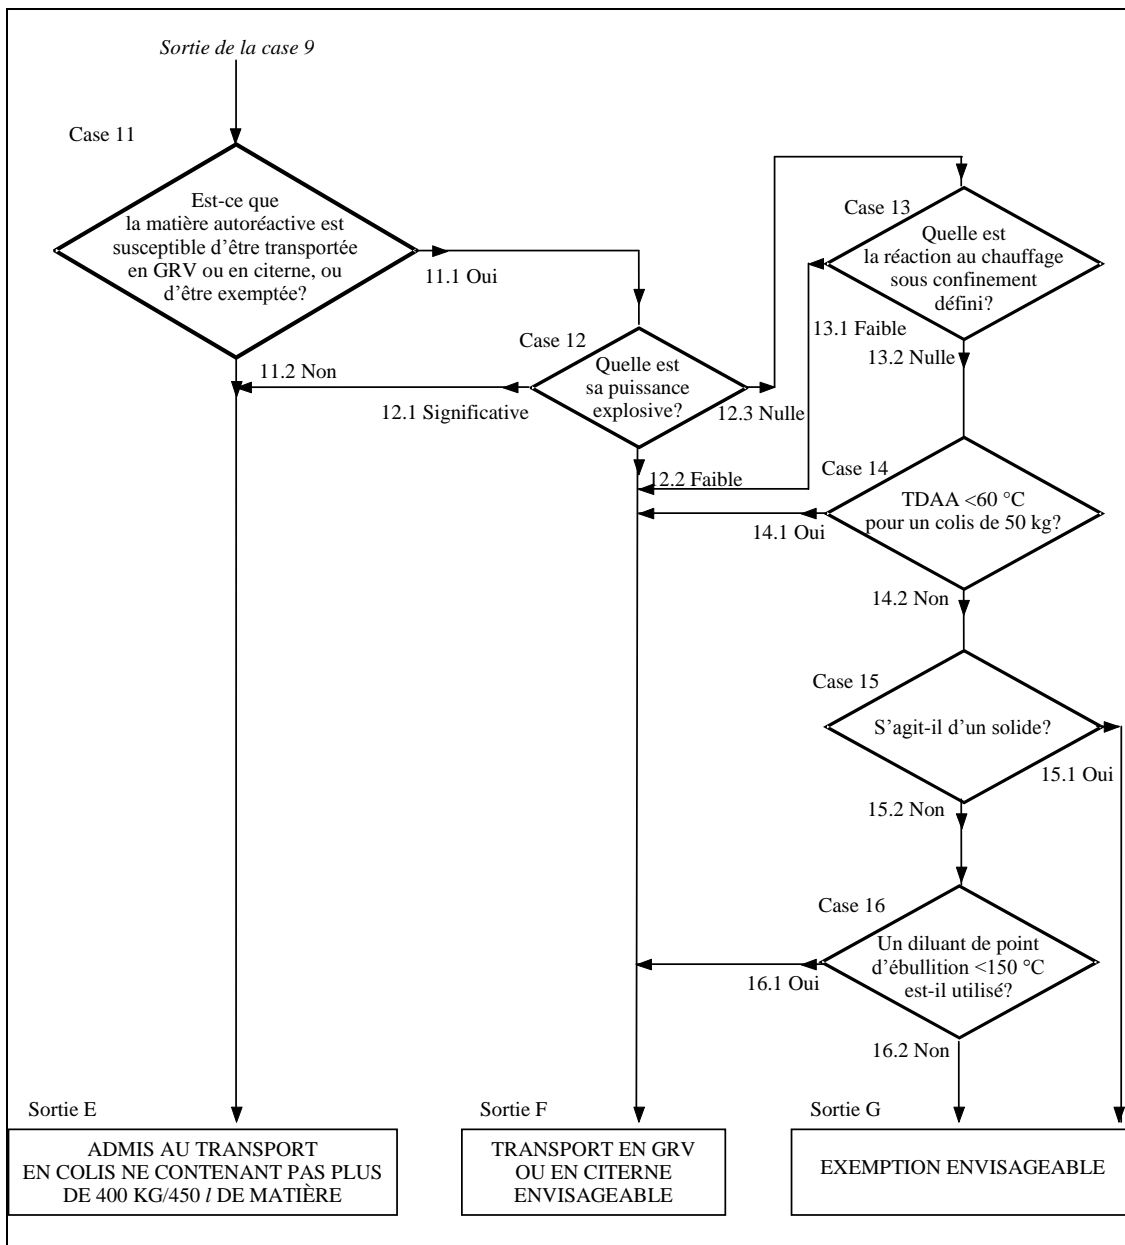 Sortie de la case 9
Case 11
Est-ce que
la matière autoréactive est
susceptible d'être transportée
en GRV ou en citerne, ou
d'être exemptée?
11.1 Oui
11.2 Non
Case 12
Quelle est
sa puissance
explosive?
12.1 Significative
12.3 Nulle
12.2 Faible
Case 13
Quelle est
la réaction au chauffage
sous confinement
défini?
13.1 Faible
13.2 Nulle
Case 14
TDAA <60 °C
pour un colis de 50 kg?
14.1 Oui
14.2 Non
Case 15
S'agit-il d'un solide?
15.1 Oui
15.2 Non
Case 16
Un diluant de point
d'ébullition <150 °C
est-il utilisé?
16.1 Oui
16.2 Non
Sortie E
ADMIS AU TRANSPORT
EN COLIS NE CONTENANT PAS PLUS
DE 400 KG/450 l DE MATIÈRE
Sortie F
TRANSPORT EN GRV
OU EN CITERNE
ENVISAGEABLE
Sortie G
EXEMPTION ENVISAGEABLE